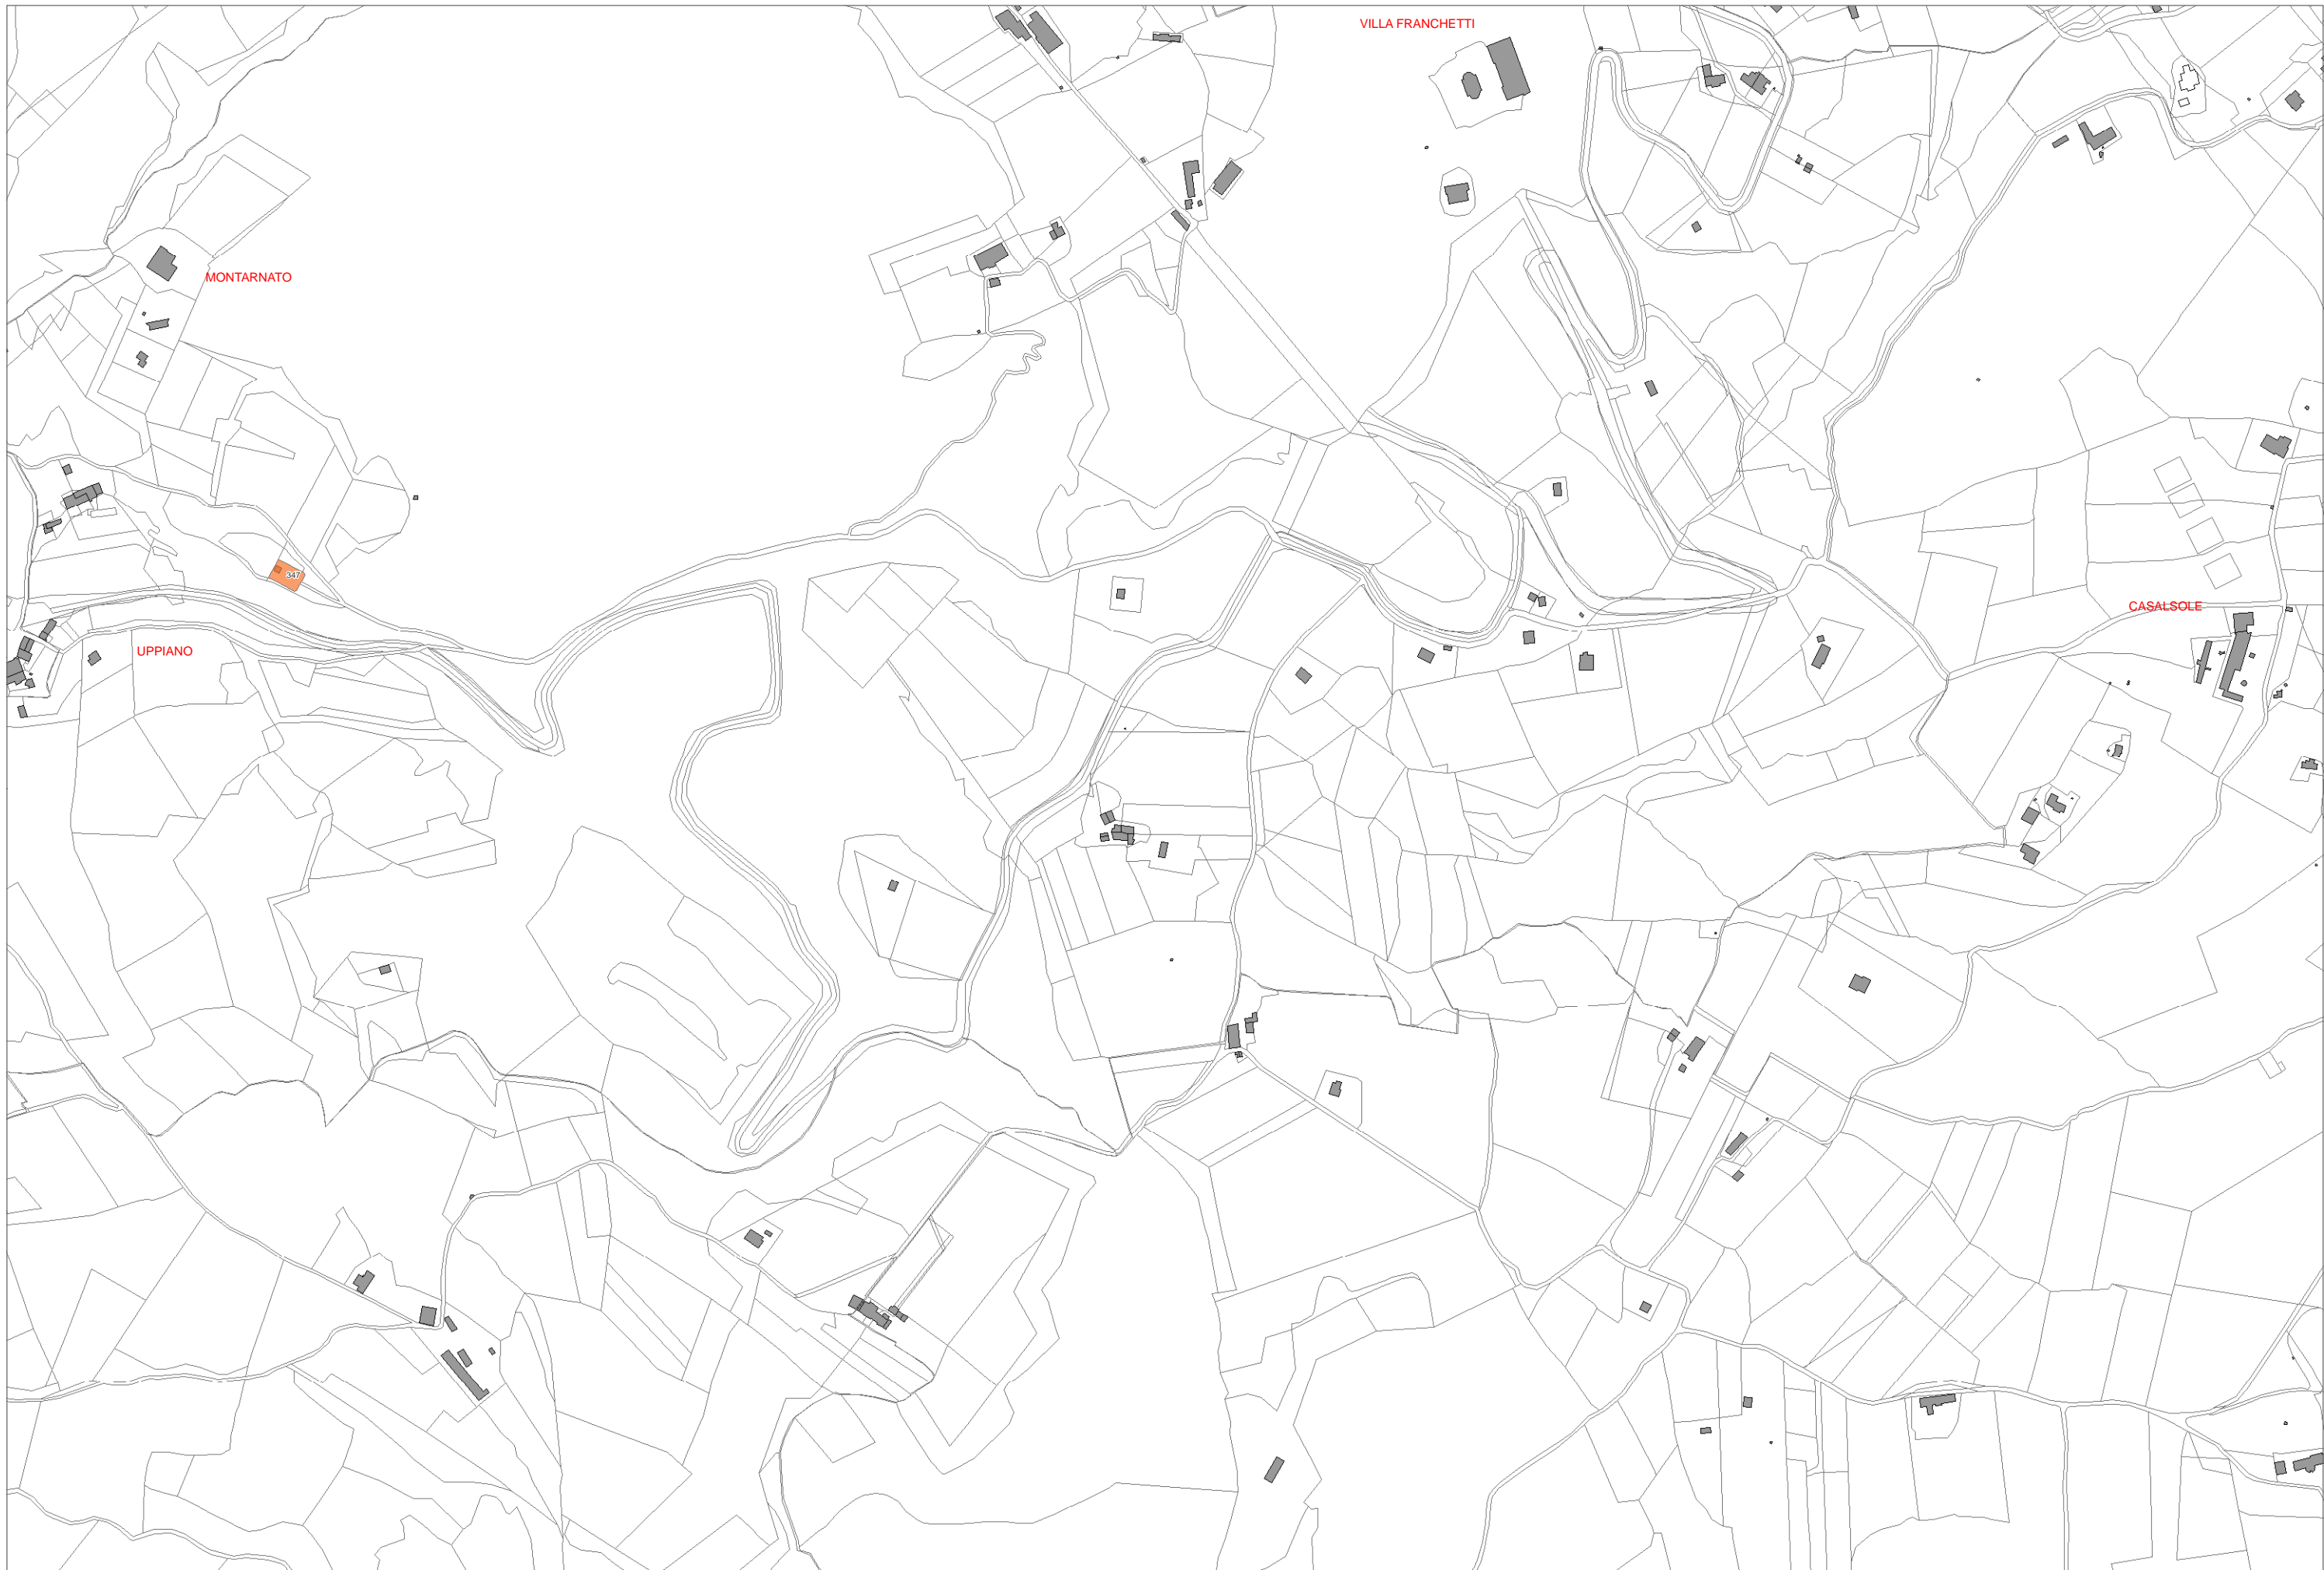 VILLA FRANCHETTI
MONTARNATO
347
CASALSOLE
UPPIANO